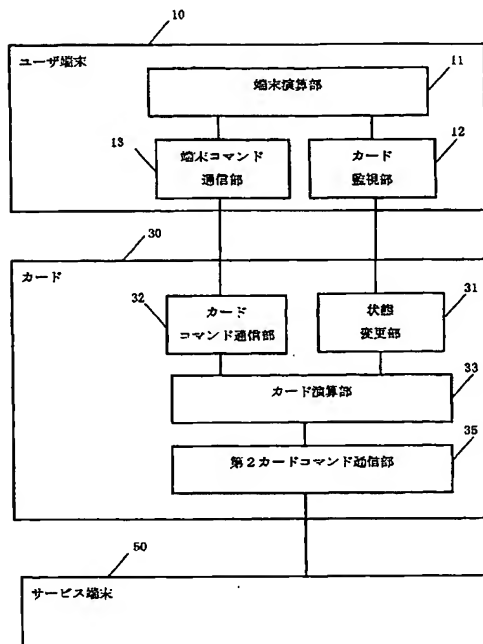 10
ユーザ端末
11
端末演算部
13
12
端末コマンド
通信部
カード
監視部
30
カード
32
31
カード
コマンド通信部
状態
変更部
33
カード演算部
35
第2カードコマンド通信部
50
サービス端末